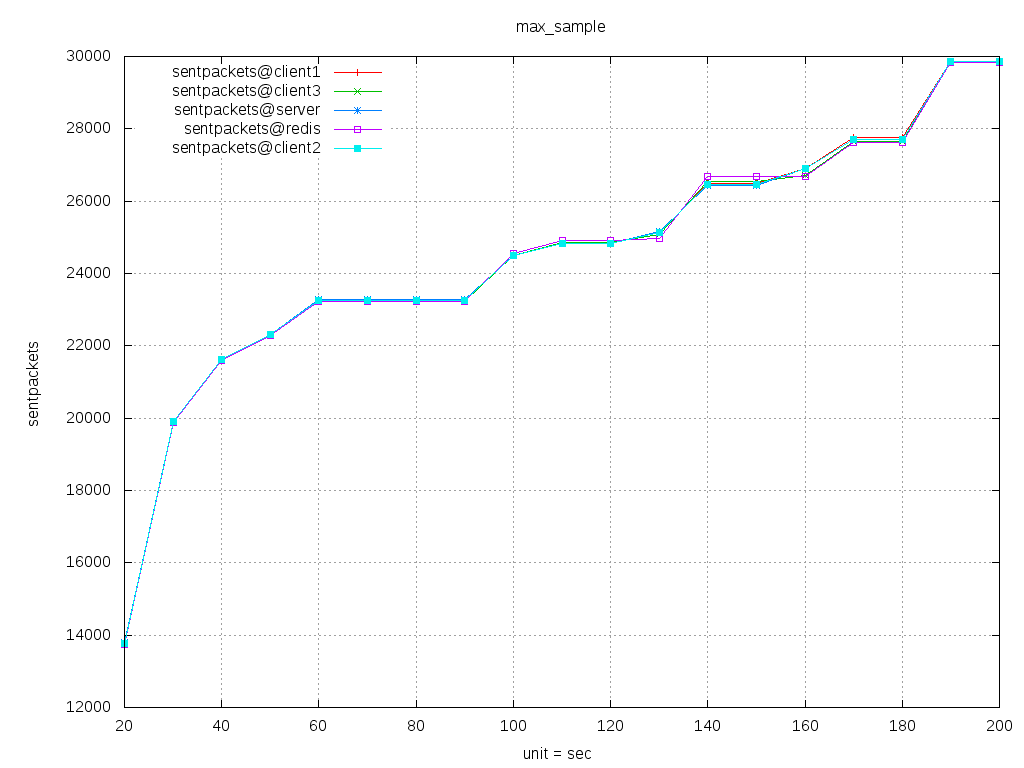 max_sample
30000
28000
26000
24000
22000
20000
18000
16000
14000
12000
sentpackets
sentpackets@client1
sentpackets@client3
sentpackets@server
sentpackets@redis
sentpackets@client2
20 40 60 80 100 120 140 160 180 200
unit = sec